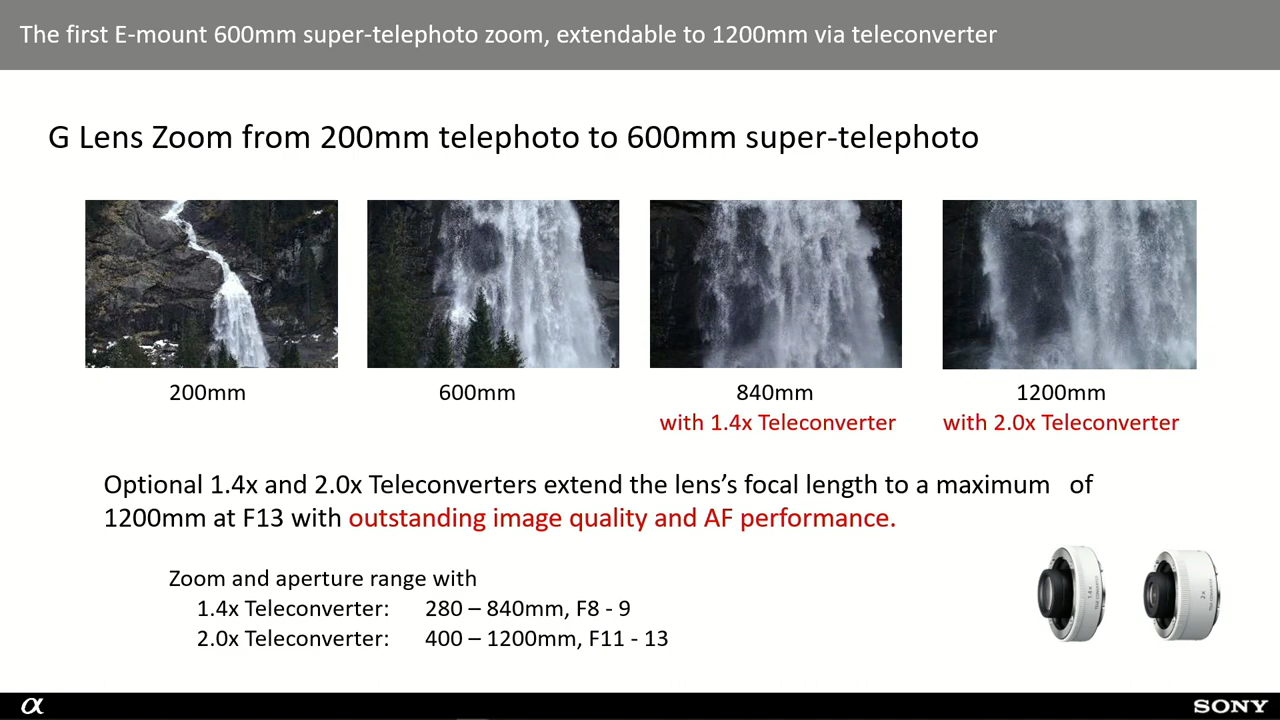 The first E-mount 600mm super-telephoto zoom, extendable to 1200mm via teleconverter
G Lens Zoom from 200mm telephoto to 600mm super-telephoto
200mm
600mm
840mm
with 1.4x Teleconverter
1200mm
with 2.0x Teleconverter
Optional 1.4x and 2.0x Teleconverters extend the lens’s focal length to a maximum of
1200mm at F13 with outstanding image quality and AF performance.
Zoom and aperture range with
1.4x Teleconverter: 280 – 840mm, F8 - 9
2.0x Teleconverter: 400 – 1200mm, F11 - 13
α
SONY